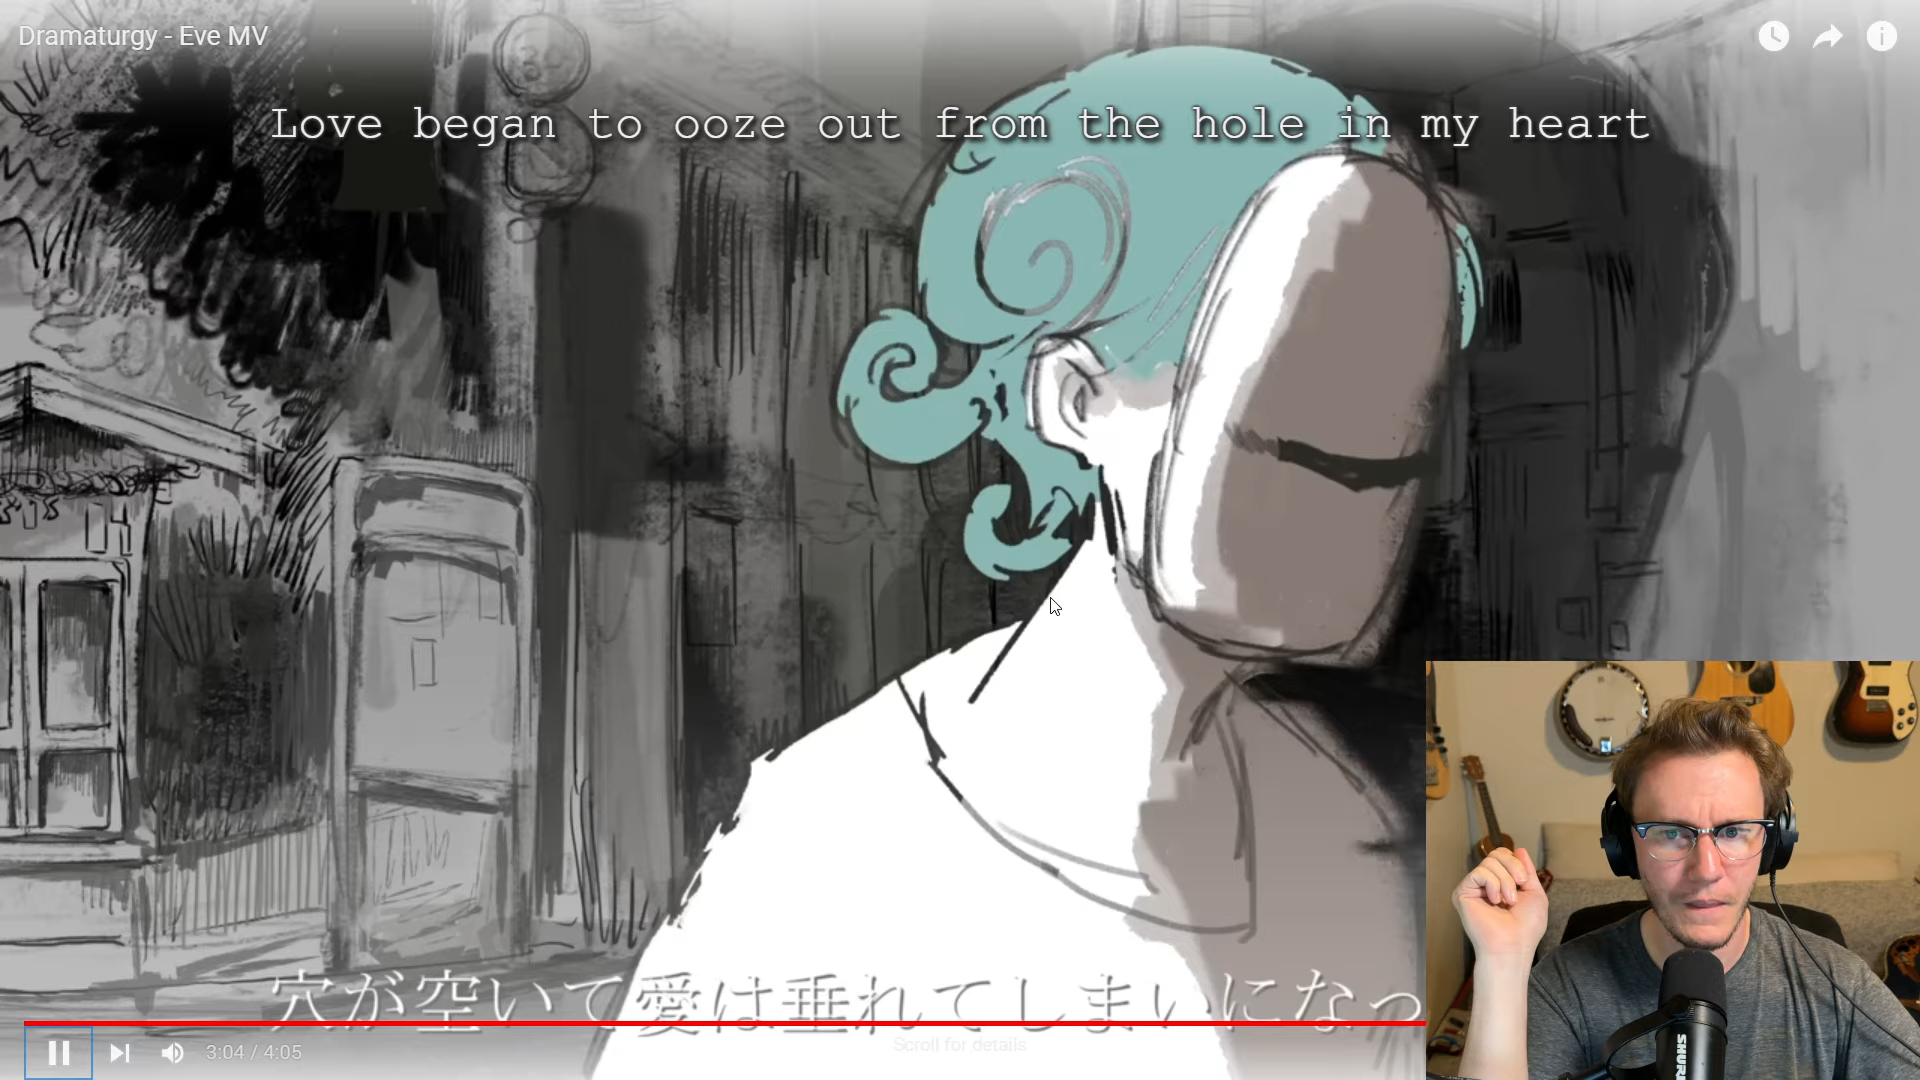 Dramaturgy - Eve MV
Love began to ooze out from the hole in my heart
穴が空いて愛は垂れてしまいになっ
3:04 / 4:05
Scroll for details
SHURE